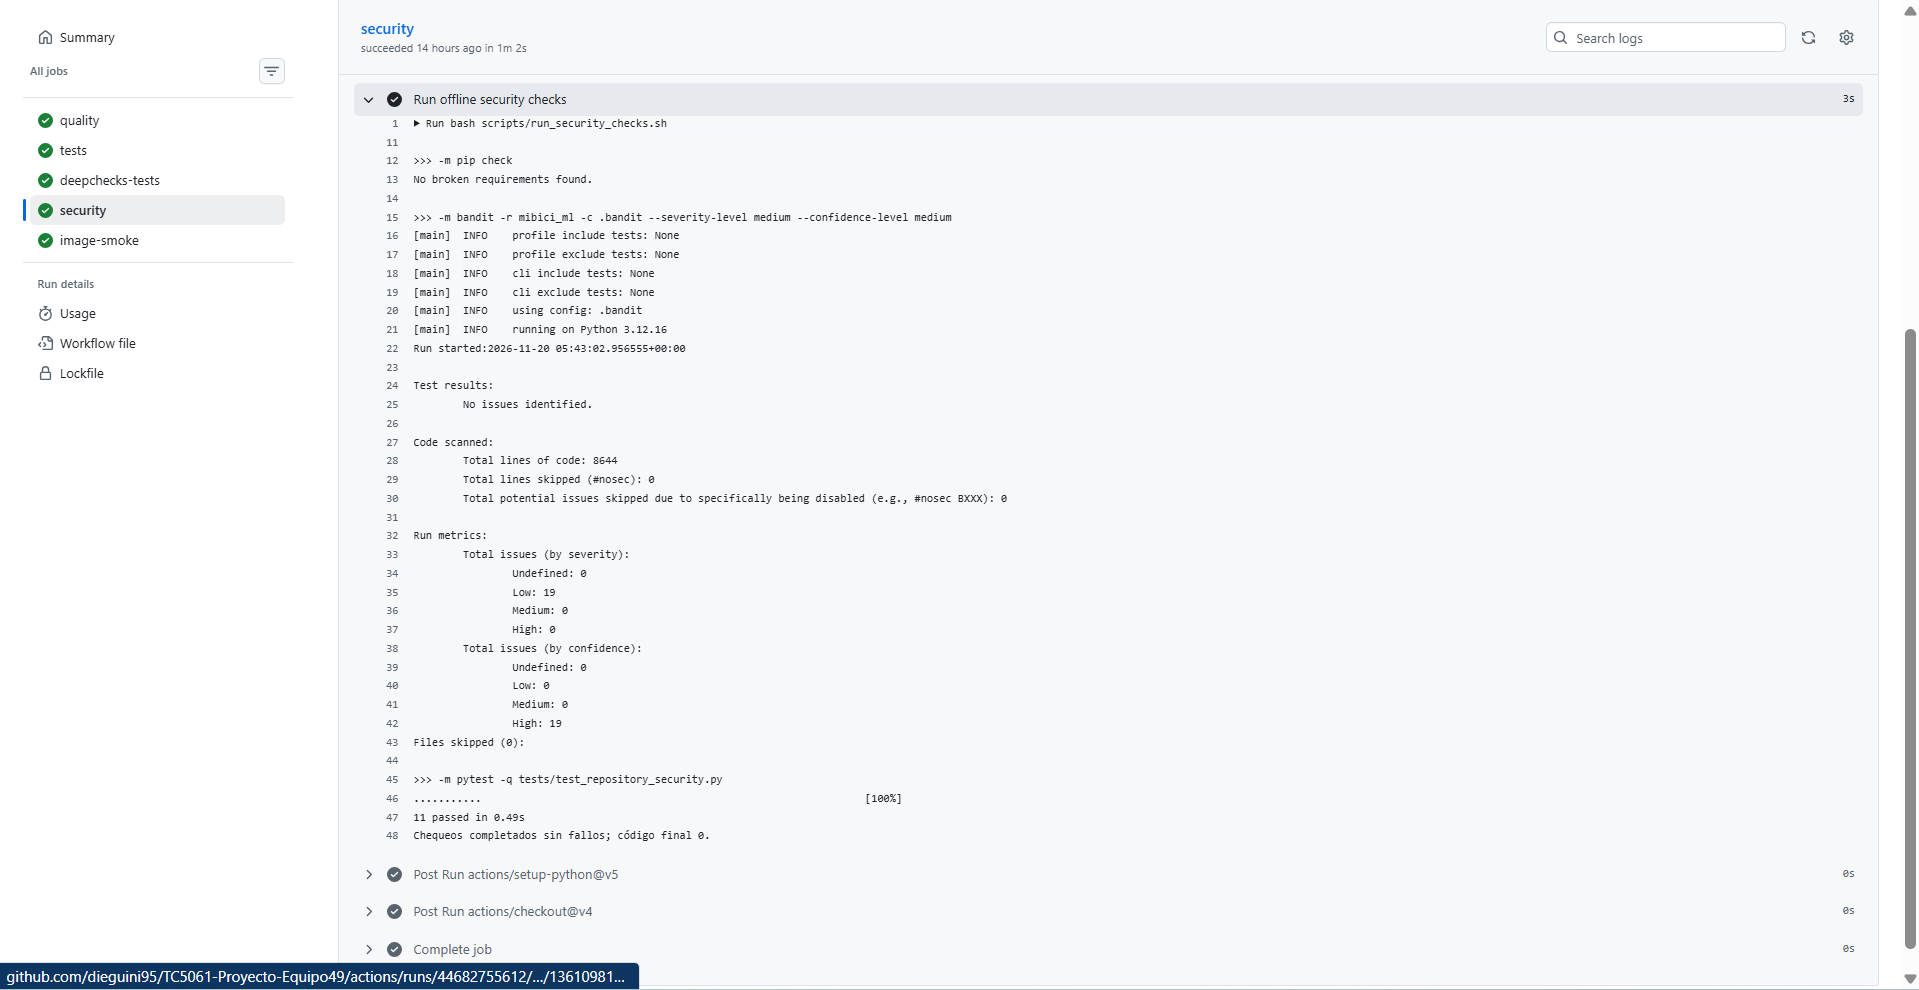 Summary
All jobs
quality
tests
deepchecks-tests
security
image-smoke
Run details
Usage
Workflow file
Lockfile
security
succeeded 14 hours ago in 1m 2s
Search logs
Run offline security checks 3s
1 Run bash scripts/run_security_checks.sh
11
12 >>> -m pip check
13 No broken requirements found.
14
15 >>> -m bandit -r mibici_ml -c .bandit --severity-level medium --confidence-level medium
16 [main] INFO profile include tests: None
17 [main] INFO profile exclude tests: None
18 [main] INFO cli include tests: None
19 [main] INFO cli exclude tests: None
20 [main] INFO using config: .bandit
21 [main] INFO running on Python 3.12.16
22 Run started:2026-11-20 05:43:02.956555+00:00
23
24 Test results:
25 No issues identified.
26
27 Code scanned:
28 Total lines of code: 8644
29 Total lines skipped (#nosec): 0
30 Total potential issues skipped due to specifically being disabled (e.g., #nosec BXXX): 0
31
32 Run metrics:
33 Total issues (by severity):
34 Undefined: 0
35 Low: 19
36 Medium: 0
37 High: 0
38 Total issues (by confidence):
39 Undefined: 0
40 Low: 0
41 Medium: 0
42 High: 19
43 Files skipped (0):
44
45 >>> -m pytest -q tests/test_repository_security.py
46 ........... [100%]
47 11 passed in 0.49s
48 Chequeos completados sin fallos; código final 0.
Post Run actions/setup-python@v5 0s
Post Run actions/checkout@v4 0s
Complete job 0s
github.com/dieguini95/TC5061-Proyecto-Equipo49/actions/runs/44682755612/.../13610981...